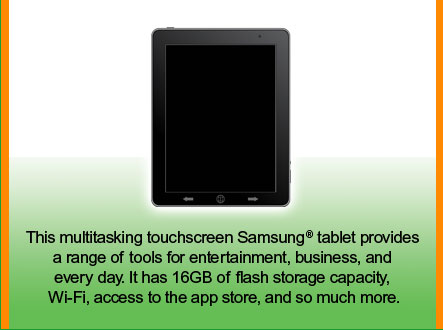 This multitasking touchscreen Samsung® tablet provides
a range of tools for entertainment, business, and
every day. It has 16GB of flash storage capacity,
Wi-Fi, access to the app store, and so much more.